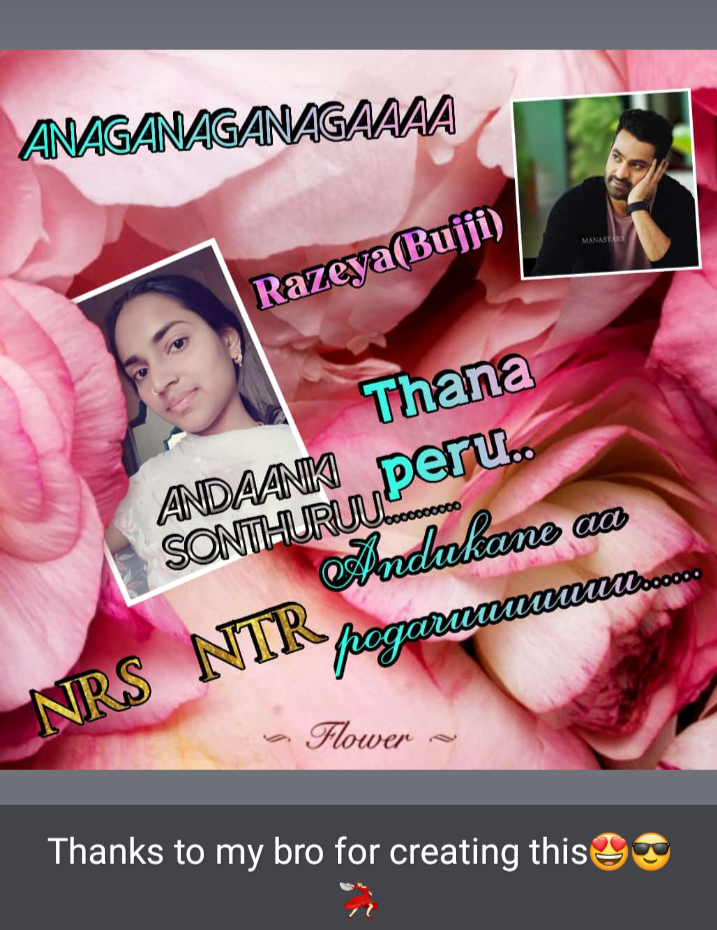 ANAGANAGANAGAAAA
MANASTARS
Razeya(Bujji)
Thana
peru..
ANDAANIKI
SONTHURUU..........
Andukane aa
pogaruuuuuuuu......
NRS NTR
~ Flower ~
Thanks to my bro for creating this😍😎
💃🏻